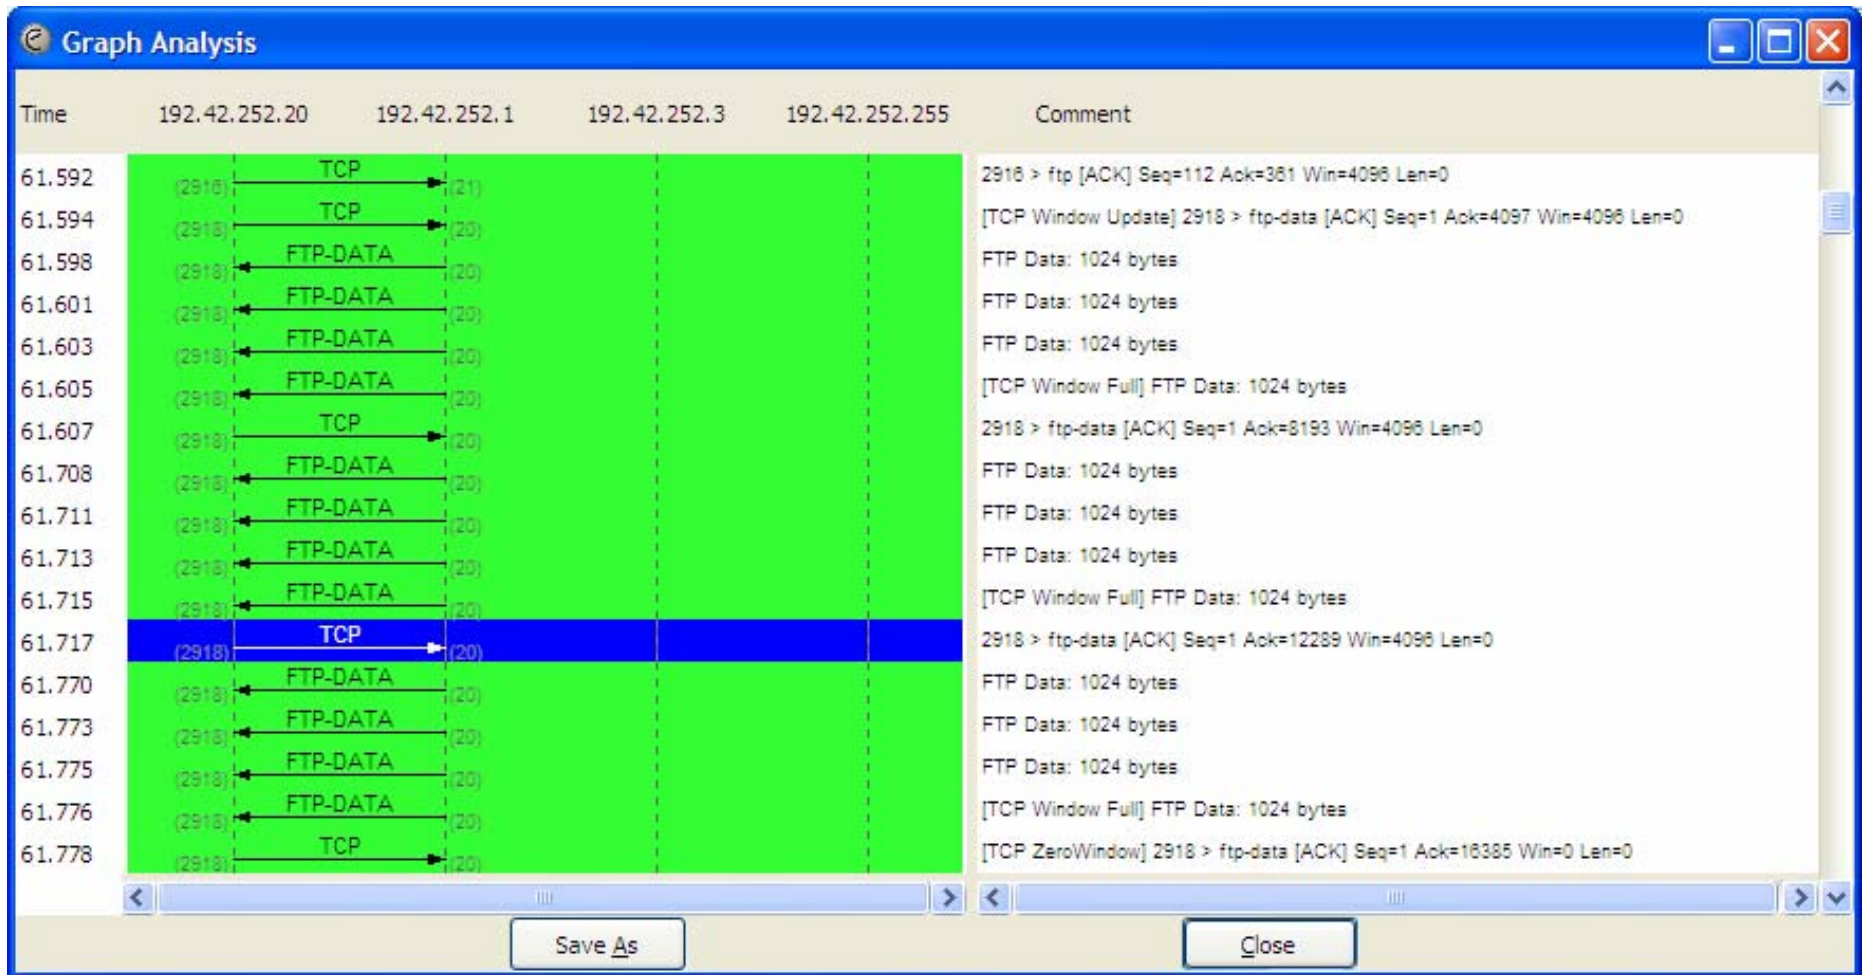 Graph Analysis
Time 192.42.252.20 192.42.252.1 192.42.252.3 192.42.252.255 Comment
61.592 (2916) TCP (21) 2916 > ftp [ACK] Seq=112 Ack=361 Win=4096 Len=0
61.594 (2918) TCP (20) [TCP Window Update] 2918 > ftp-data [ACK] Seq=1 Ack=4097 Win=4096 Len=0
61.598 (2918) FTP-DATA (20) FTP Data: 1024 bytes
61.601 (2918) FTP-DATA (20) FTP Data: 1024 bytes
61.603 (2918) FTP-DATA (20) FTP Data: 1024 bytes
61.605 (2918) FTP-DATA (20) [TCP Window Full] FTP Data: 1024 bytes
61.607 (2918) TCP (20) 2918 > ftp-data [ACK] Seq=1 Ack=8193 Win=4096 Len=0
61.708 (2918) FTP-DATA (20) FTP Data: 1024 bytes
61.711 (2918) FTP-DATA (20) FTP Data: 1024 bytes
61.713 (2918) FTP-DATA (20) FTP Data: 1024 bytes
61.715 (2918) FTP-DATA (20) [TCP Window Full] FTP Data: 1024 bytes
61.717 (2918) TCP (20) 2918 > ftp-data [ACK] Seq=1 Ack=12289 Win=4096 Len=0
61.770 (2918) FTP-DATA (20) FTP Data: 1024 bytes
61.773 (2918) FTP-DATA (20) FTP Data: 1024 bytes
61.775 (2918) FTP-DATA (20) FTP Data: 1024 bytes
61.776 (2918) FTP-DATA (20) [TCP Window Full] FTP Data: 1024 bytes
61.778 (2918) TCP (20) [TCP ZeroWindow] 2918 > ftp-data [ACK] Seq=1 Ack=16385 Win=0 Len=0
Save As Close